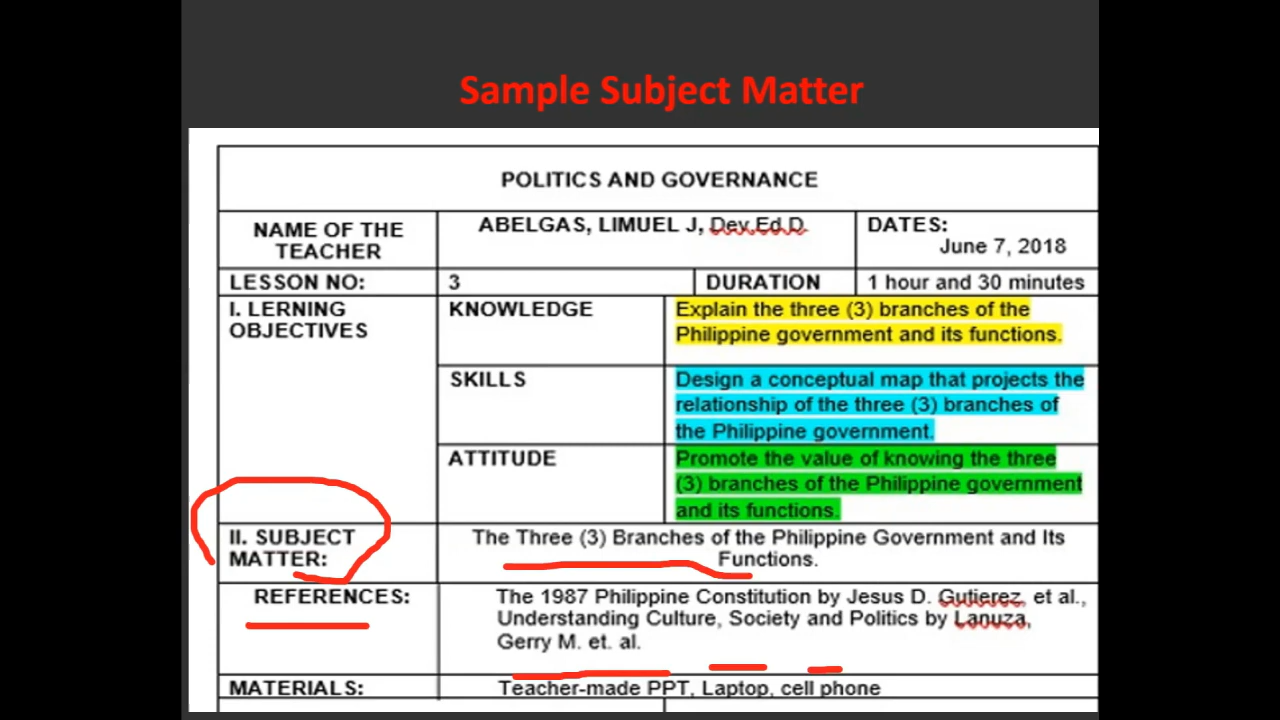 Sample Subject Matter
POLITICS AND GOVERNANCE
NAME OF THE
TEACHER
ABELGAS, LIMUEL J, Dev.Ed.D.
DATES:
June 7, 2018
LESSON NO:
3
DURATION
1 hour and 30 minutes
I. LERNING
OBJECTIVES
KNOWLEDGE
Explain the three (3) branches of the
Philippine government and its functions.
SKILLS
Design a conceptual map that projects the
relationship of the three (3) branches of
the Philippine government.
ATTITUDE
Promote the value of knowing the three
(3) branches of the Philippine government
and its functions.
II. SUBJECT
MATTER:
The Three (3) Branches of the Philippine Government and Its
Functions.
REFERENCES:
The 1987 Philippine Constitution by Jesus D. Gutierez, et al.,
Understanding Culture, Society and Politics by Lanuza,
Gerry M. et. al.
MATERIALS:
Teacher-made PPT, Laptop, cell phone